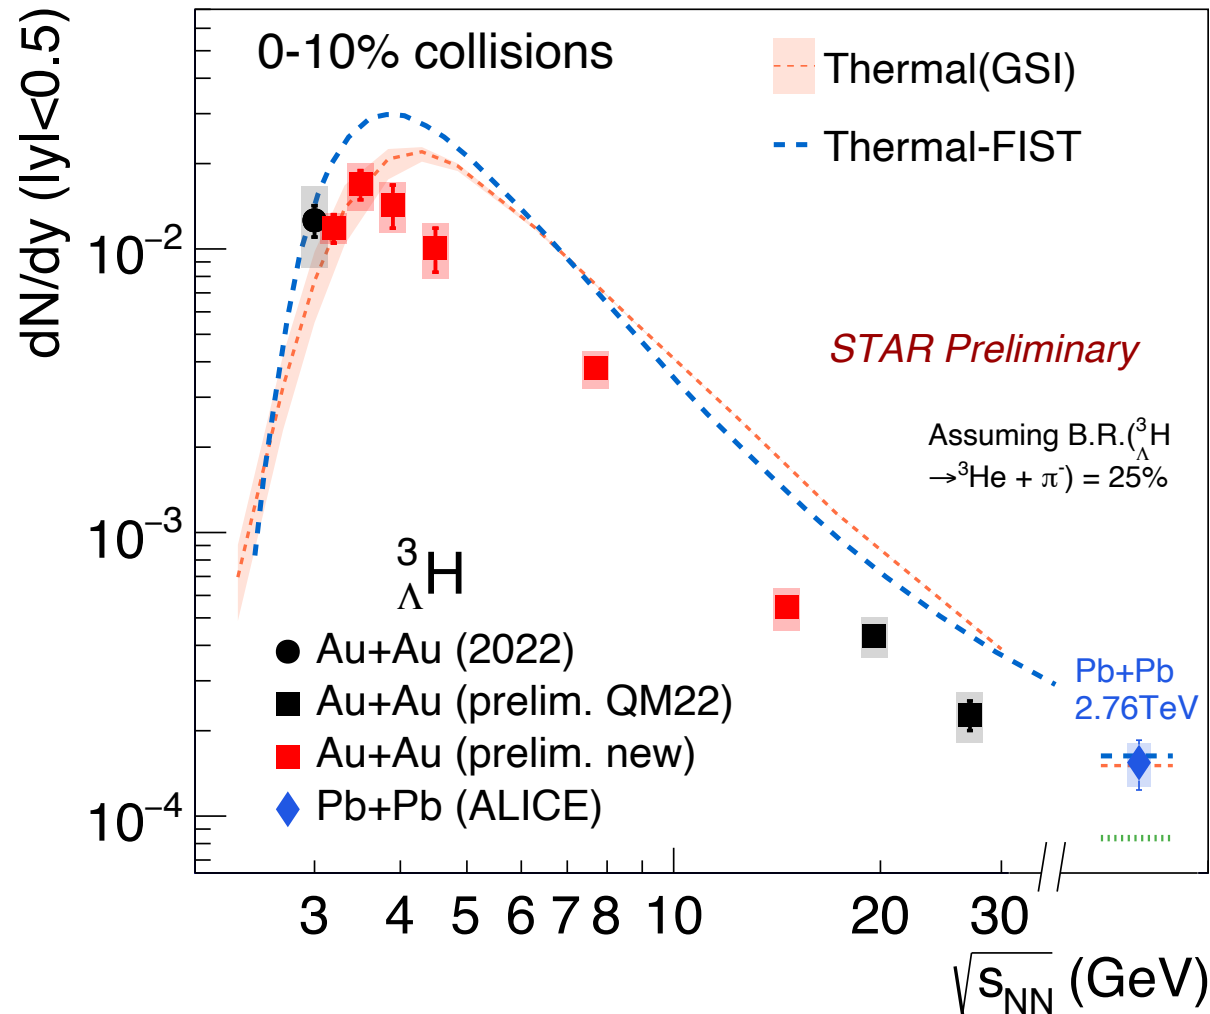 0-10% collisions
Thermal(GSI)
Thermal-FIST
dN/dy (|y|<0.5)
10⁻²
10⁻³
10⁻⁴
STAR Preliminary
Assuming B.R.(³ΛH
→³He + π⁻) = 25%
³ΛH
Au+Au (2022)
Au+Au (prelim. QM22)
Au+Au (prelim. new)
Pb+Pb (ALICE)
Pb+Pb
2.76TeV
3 4 5 6 7 8 10 20 30
√sNN (GeV)